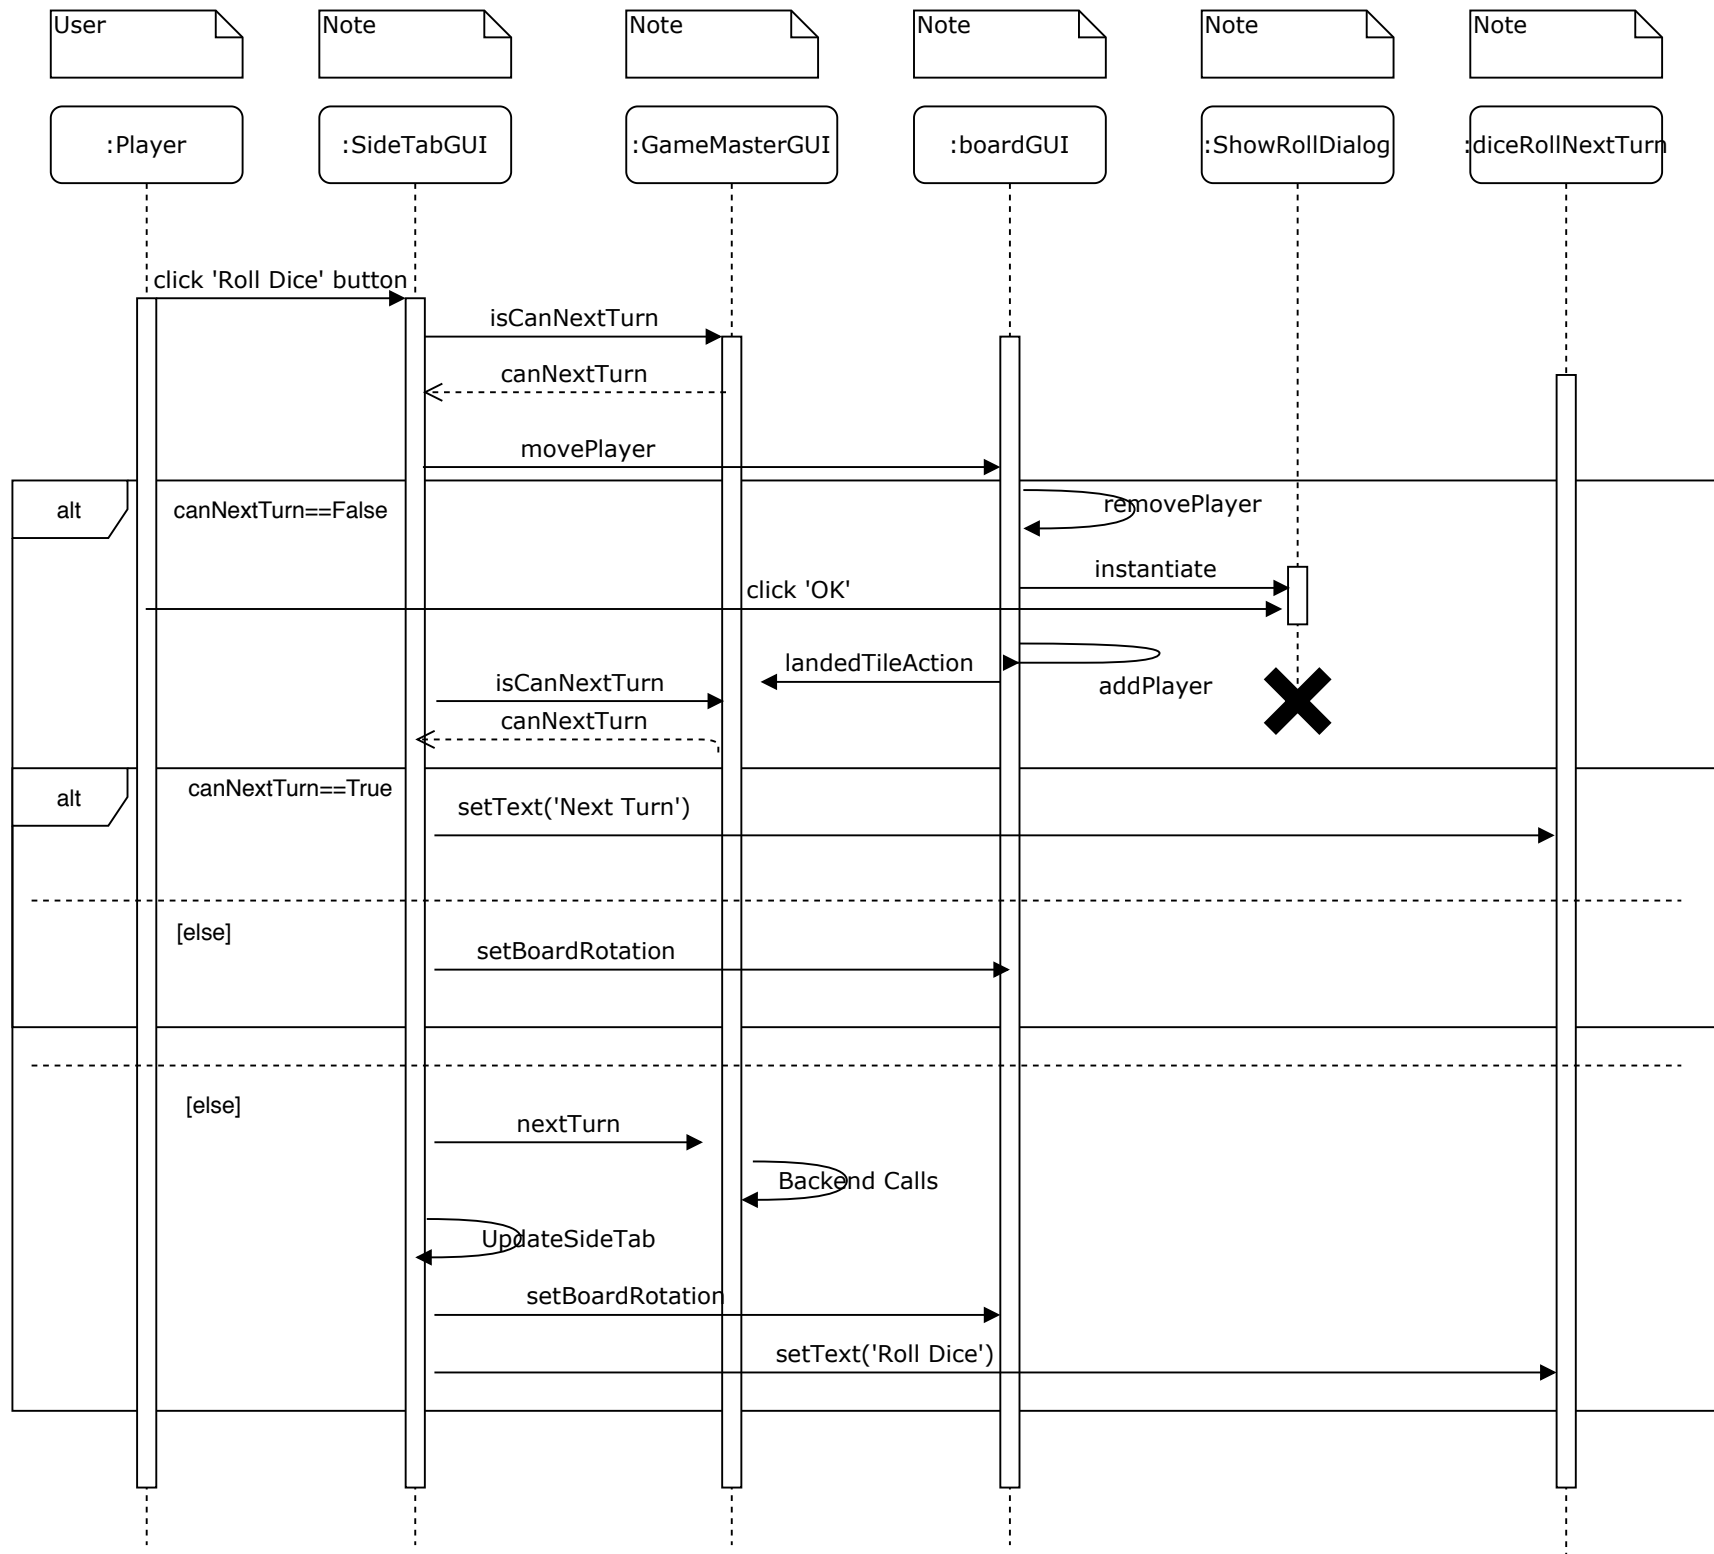 User
Note
Note
Note
Note
Note
:Player
:SideTabGUI
:GameMasterGUI
:boardGUI
:ShowRollDialog
:diceRollNextTurn
click 'Roll Dice' button
isCanNextTurn
canNextTurn
movePlayer
alt
canNextTurn==False
removePlayer
instantiate
click 'OK'
landedTileAction
isCanNextTurn
addPlayer
canNextTurn
alt
canNextTurn==True
setText('Next Turn')
[else]
setBoardRotation
[else]
nextTurn
Backend Calls
UpdateSideTab
setBoardRotation
setText('Roll Dice')